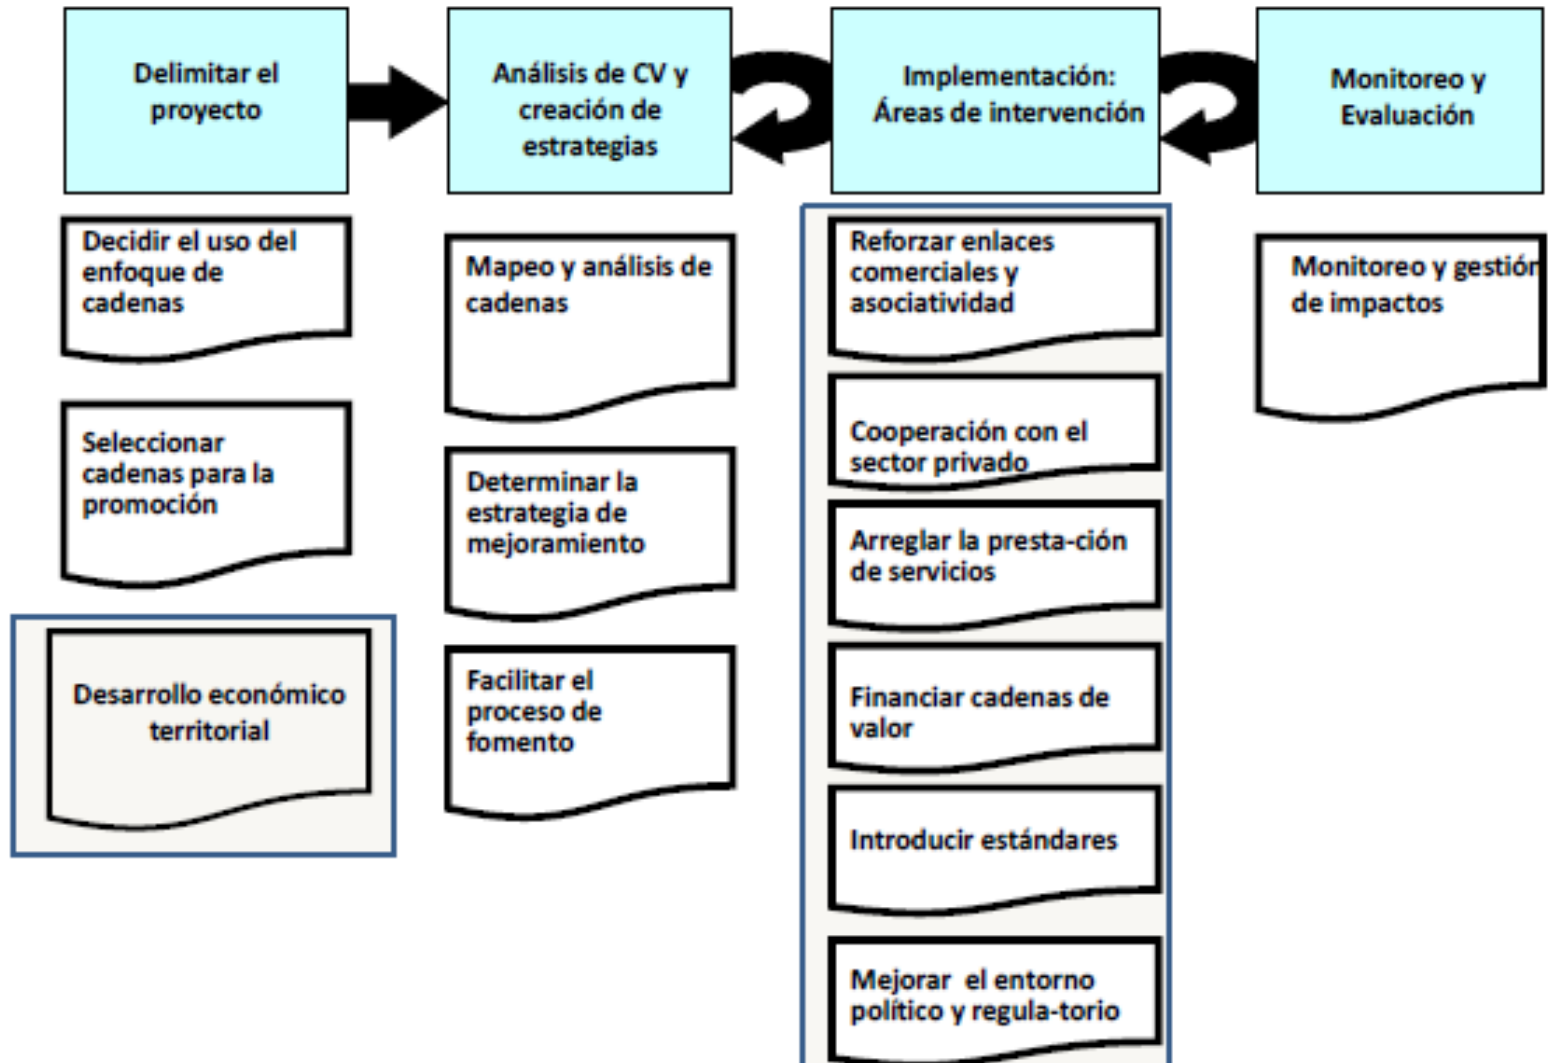 Delimitar el
proyecto
Análisis de CV y
creación de
estrategias
Implementación:
Áreas de intervención
Monitoreo y
Evaluación
Decidir el uso del
enfoque de
cadenas
Seleccionar
cadenas para la
promoción
Desarrollo económico
territorial
Mapeo y análisis de
cadenas
Determinar la
estrategia de
mejoramiento
Facilitar el
proceso de
fomento
Reforzar enlaces
comerciales y
asociatividad
Cooperación con el
sector privado
Arreglar la presta-ción
de servicios
Financiar cadenas de
valor
Introducir estándares
Mejorar el entorno
político y regula-torio
Monitoreo y gestión
de impactos